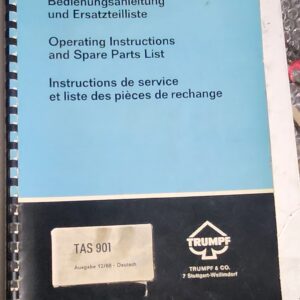 Bedienungsanleitung
und Ersatzteilliste
Operating Instructions
and Spare Parts List
Instructions de service
et liste des pièces de rechange
TAS 901
Ausgabe 12/68 - Deutsch
TRUMPF
TRUMPF & CO.
7 Stuttgart-Weilimdorf